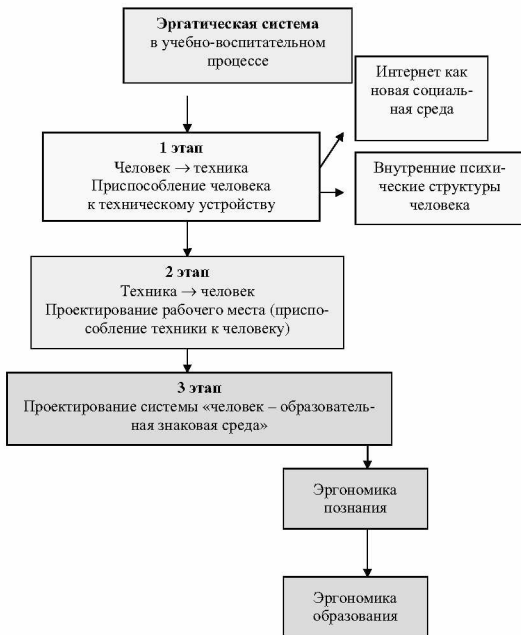 Эргатическая система
в учебно-воспитательном
процессе
Интернет как
новая социаль-
ная среда
1 этап
Человек → техника
Приспособление человека
к техническому устройству
Внутренние психи-
ческие структуры
человека
2 этап
Техника → человек
Проектирование рабочего места (приспо-
собление техники к человеку)
3 этап
Проектирование системы «человек – образователь-
ная знаковая среда»
Эргономика
познания
Эргономика
образования